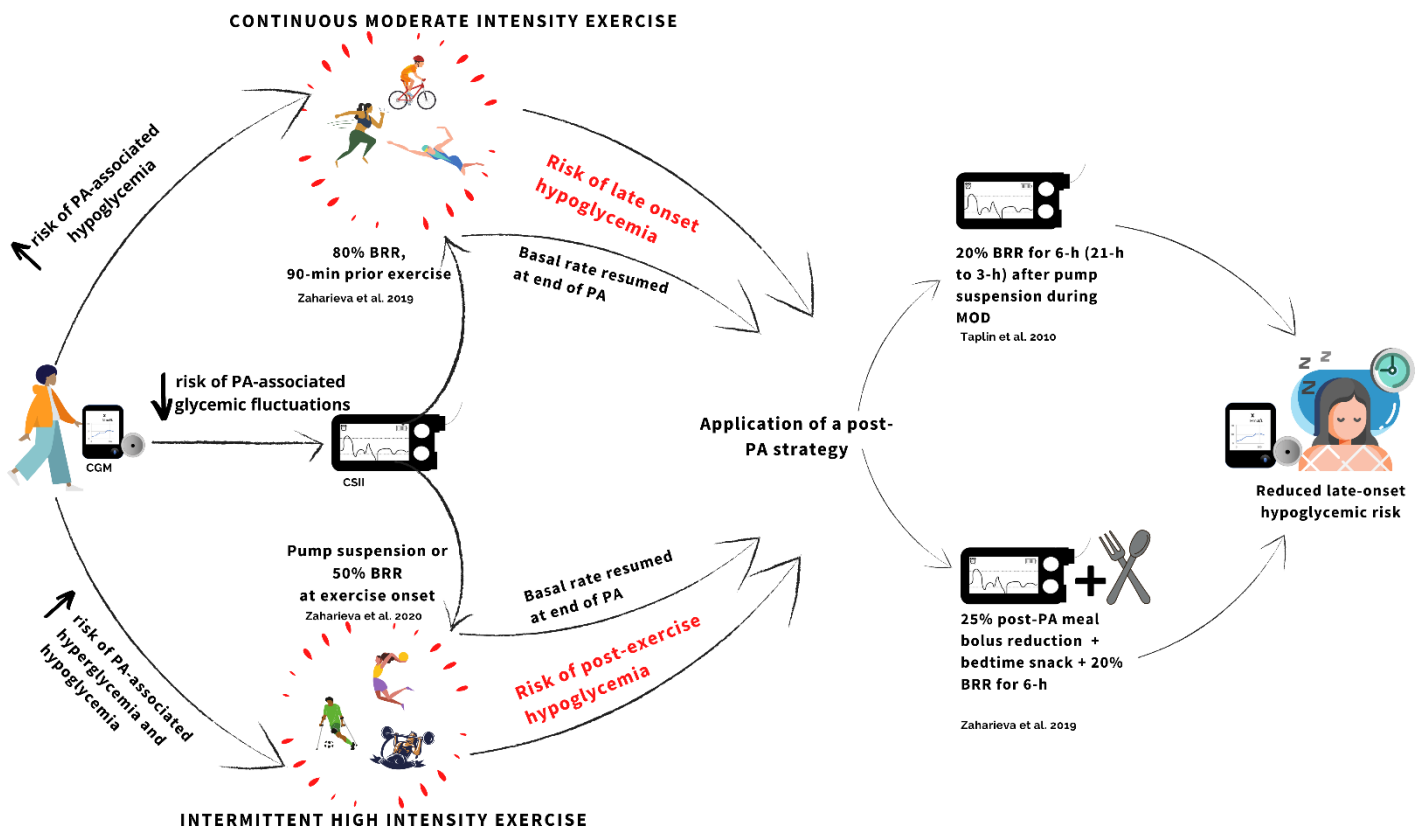 CONTINUOUS MODERATE INTENSITY EXERCISE
risk of PA-associated
hypoglycemia
80% BRR,
90-min prior exercise
Zaharieva et al. 2019
Risk of late onset
hypoglycemia
Basal rate resumed
at end of PA
20% BRR for 6-h (21-h
to 3-h) after pump
suspension during
MOD
Taplin et al. 2010
risk of PA-associated
glycemic fluctuations
CGM
CSII
Application of a post-
PA strategy
Z
Z
Z
Reduced late-onset
hypoglycemic risk
Pump suspension or
50% BRR
at exercise onset
Zaharieva et al. 2020
Basal rate resumed
at end of PA
Risk of post-exercise
hypoglycemia
risk of PA-associated
hyperglycemia and
hypoglycemia
25% post-PA meal
bolus reduction +
bedtime snack + 20%
BRR for 6-h
Zaharieva et al. 2019
INTERMITTENT HIGH INTENSITY EXERCISE